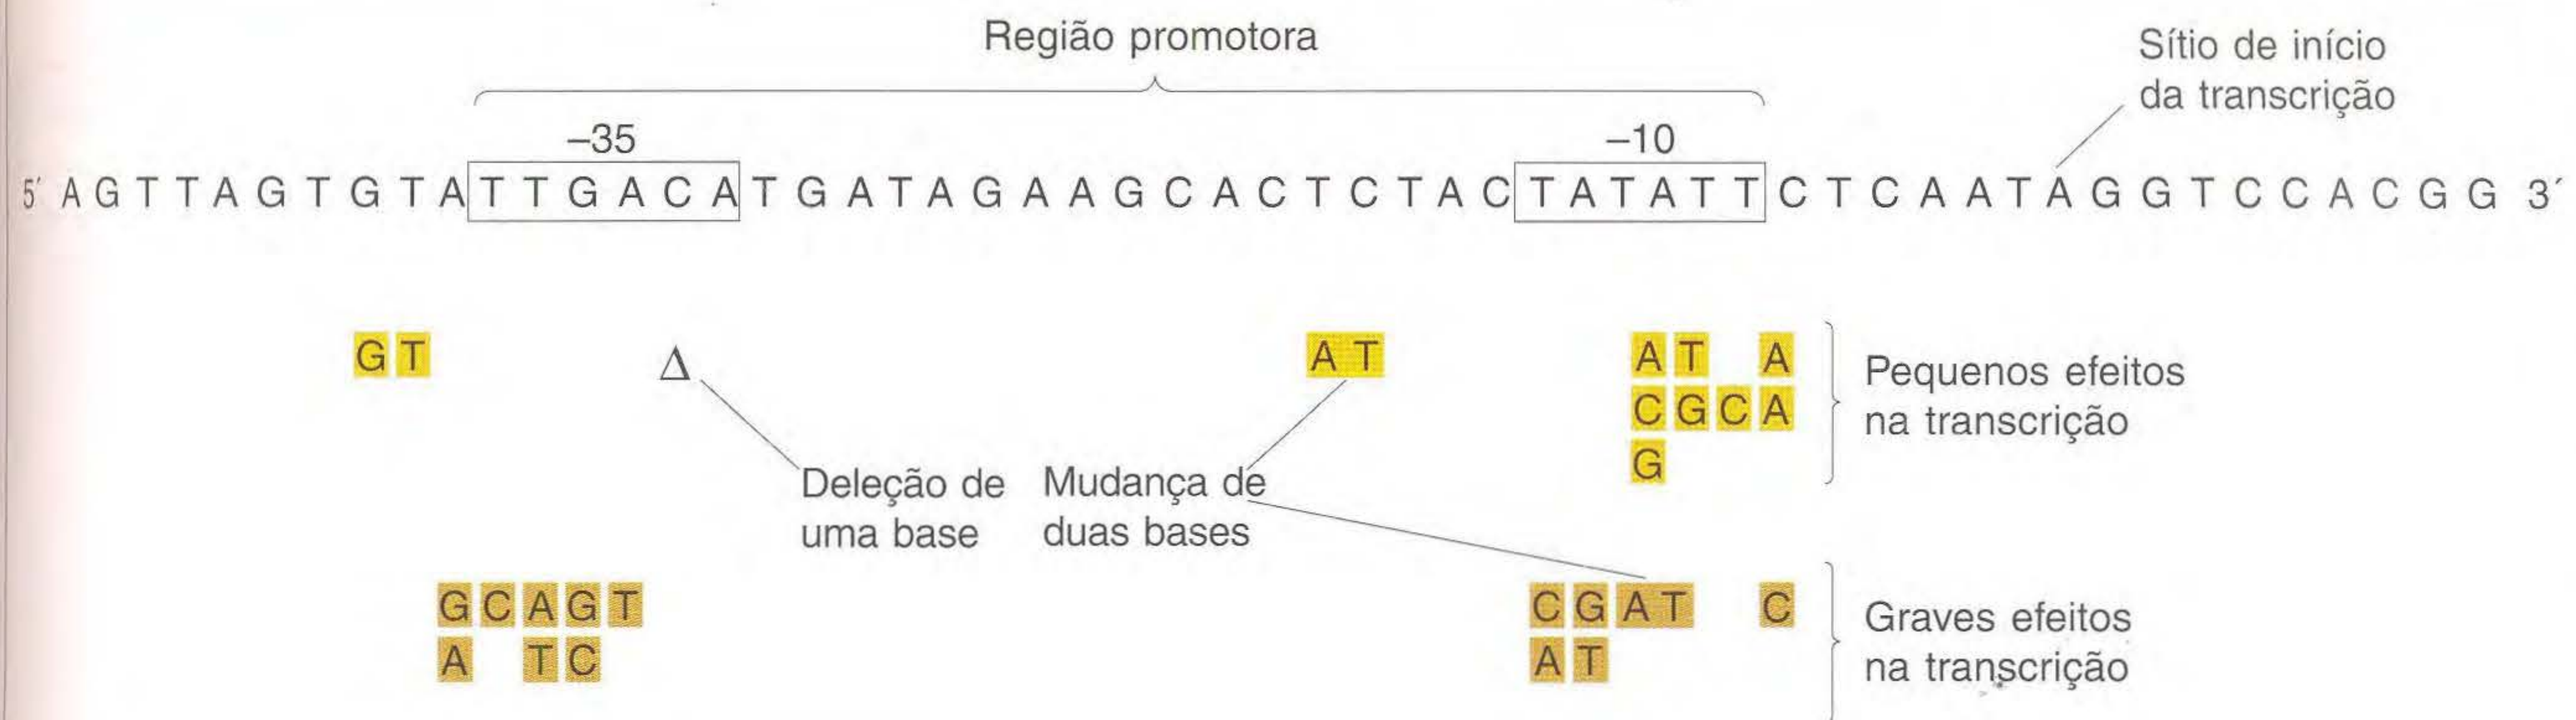 Região promotora
Sítio de início
da transcrição
–35
–10
5´ A G T T A G T G T A T T G A C A T G A T A G A A G C A C T C T A C T A T A T T C T C A A T A G G T C C A C G G 3´
G T
Δ
A T
A T A
Pequenos efeitos
na transcrição
C G C A
G
Deleção de
uma base
Mudança de
duas bases
G C A G T
C G A T C
Graves efeitos
na transcrição
A T C
A T